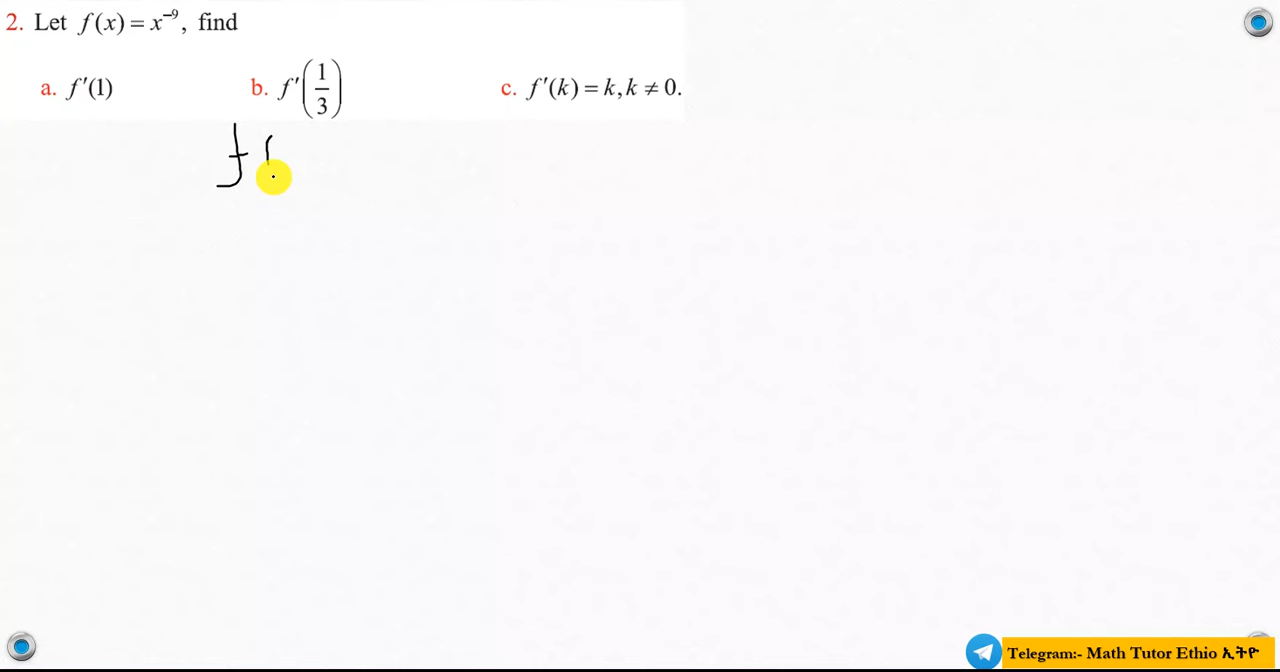 2. Let f(x) = x⁻⁹, find
a. f′(1) b. f′(1/3) c. f′(k) = k, k ≠ 0.
f(
Telegram:- Math Tutor Ethio ኢትዮ